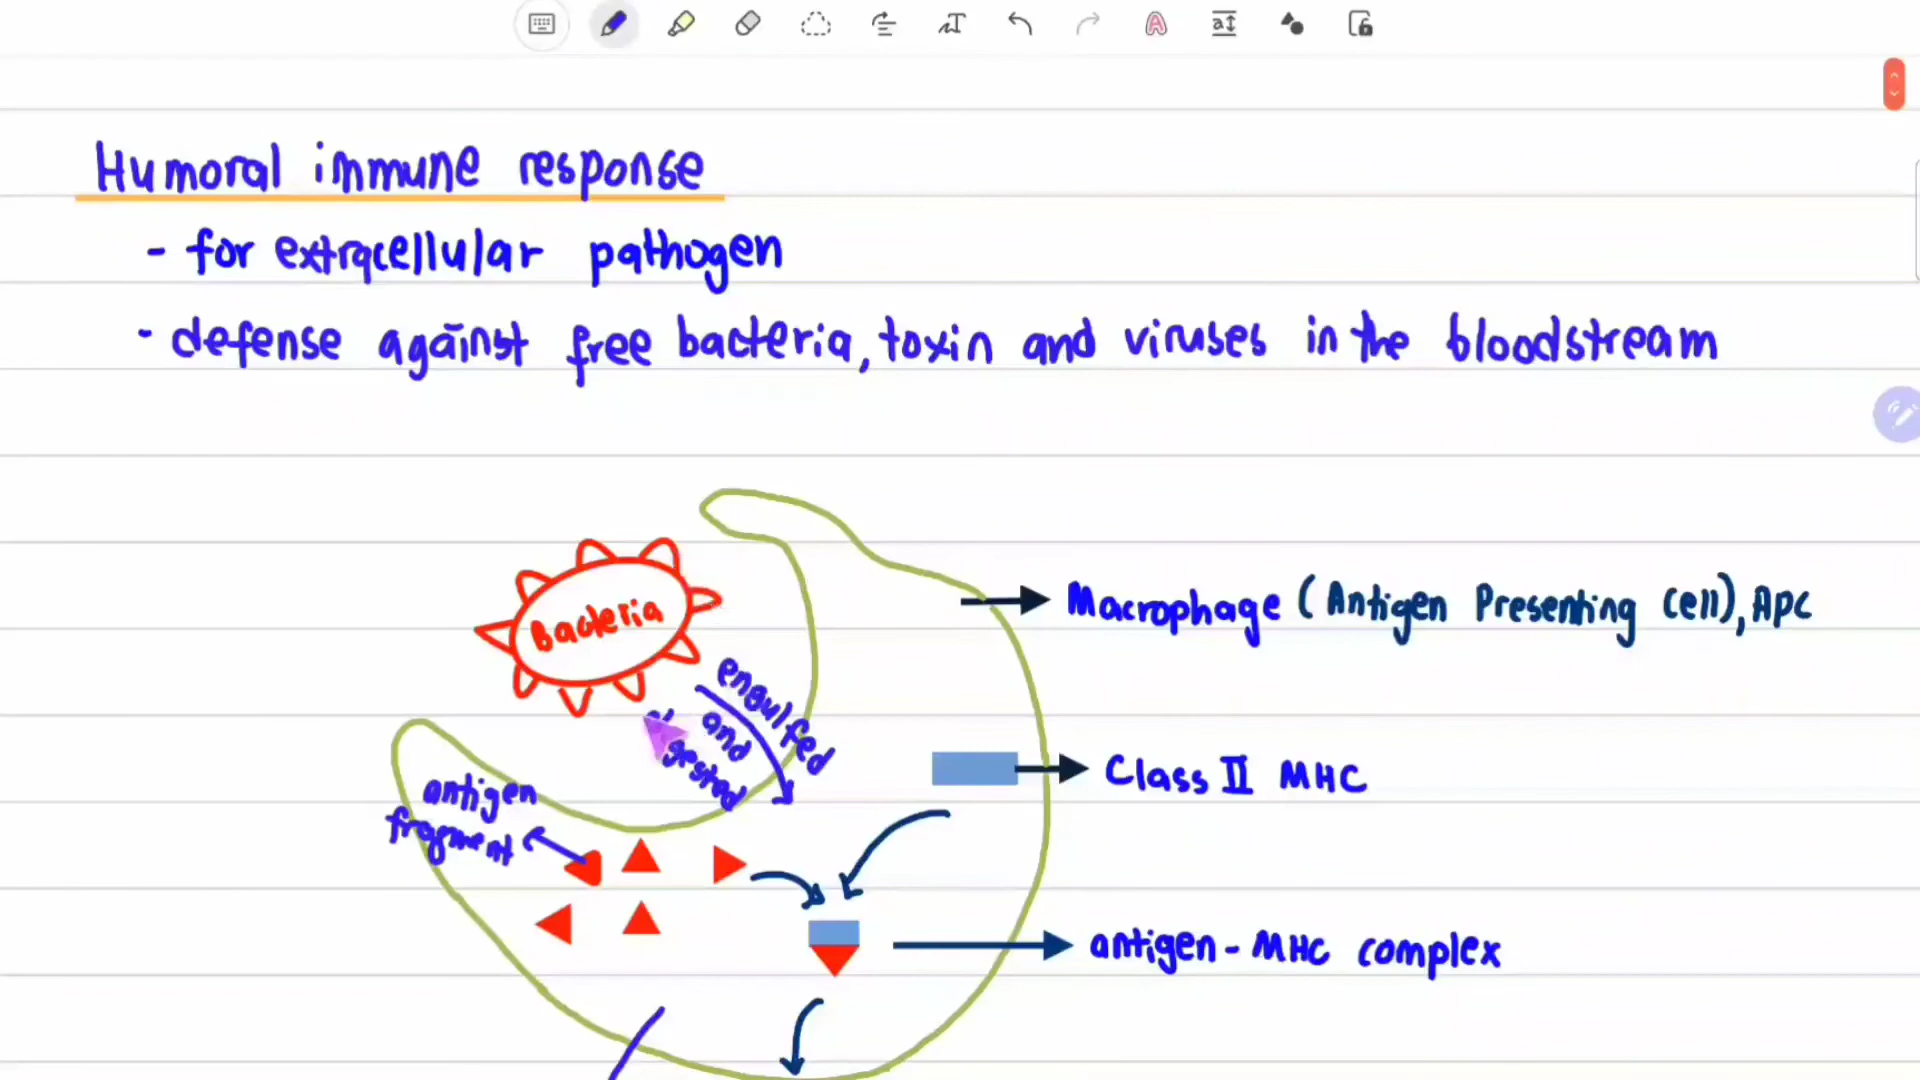 Humoral immune response
- for extracellular pathogen
- defense against free bacteria, toxin and viruses in the bloodstream
Bacteria
Macrophage (Antigen Presenting Cell), APC
engulfed
and
Class II MHC
antigen
fragment
antigen - MHC complex